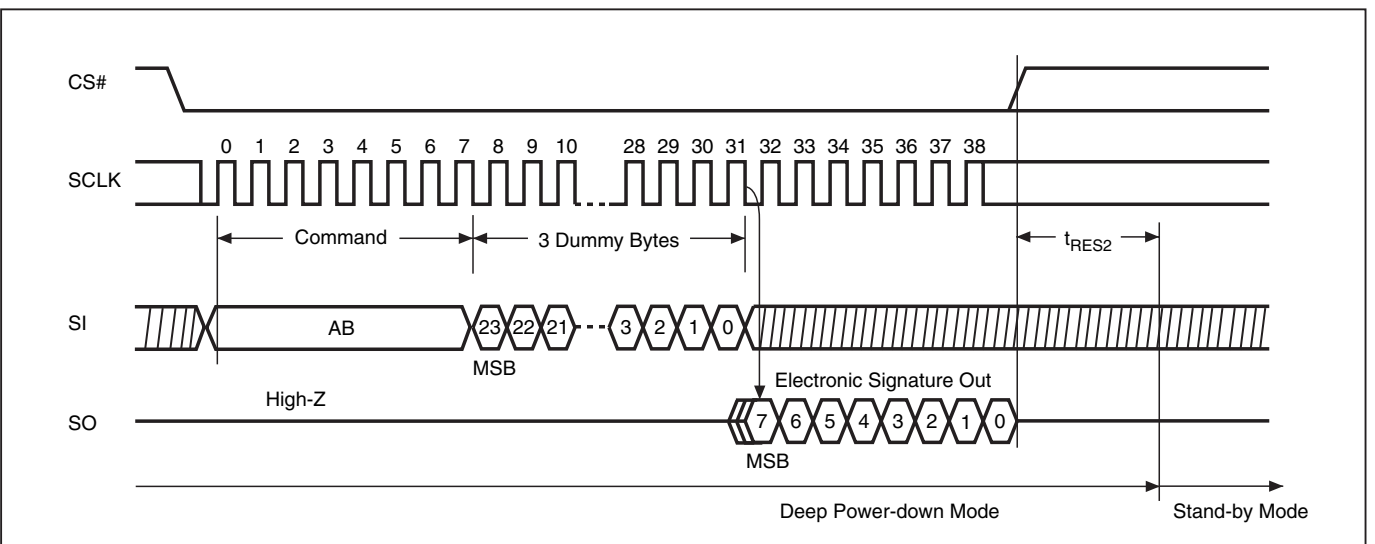 CS#
0 1 2 3 4 5 6 7 8 9 10 28 29 30 31 32 33 34 35 36 37 38
SCLK
Command 3 Dummy Bytes tRES2
SI AB 23 22 21 3 2 1 0
MSB
Electronic Signature Out
High-Z
SO 7 6 5 4 3 2 1 0
MSB
Deep Power-down Mode Stand-by Mode